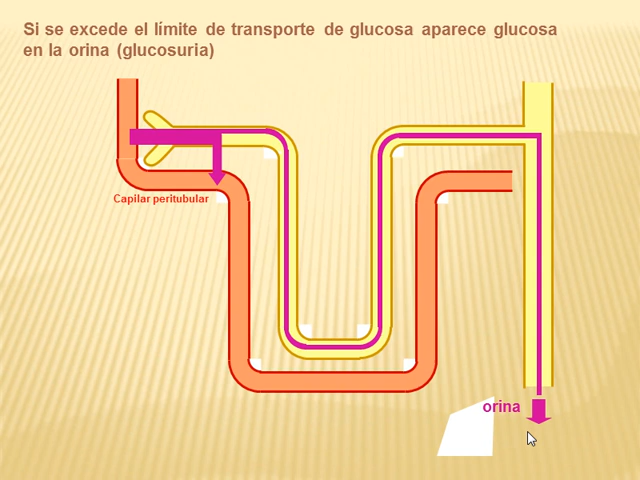 Si se excede el límite de transporte de glucosa aparece glucosa
en la orina (glucosuria)
Capilar peritubular
orina